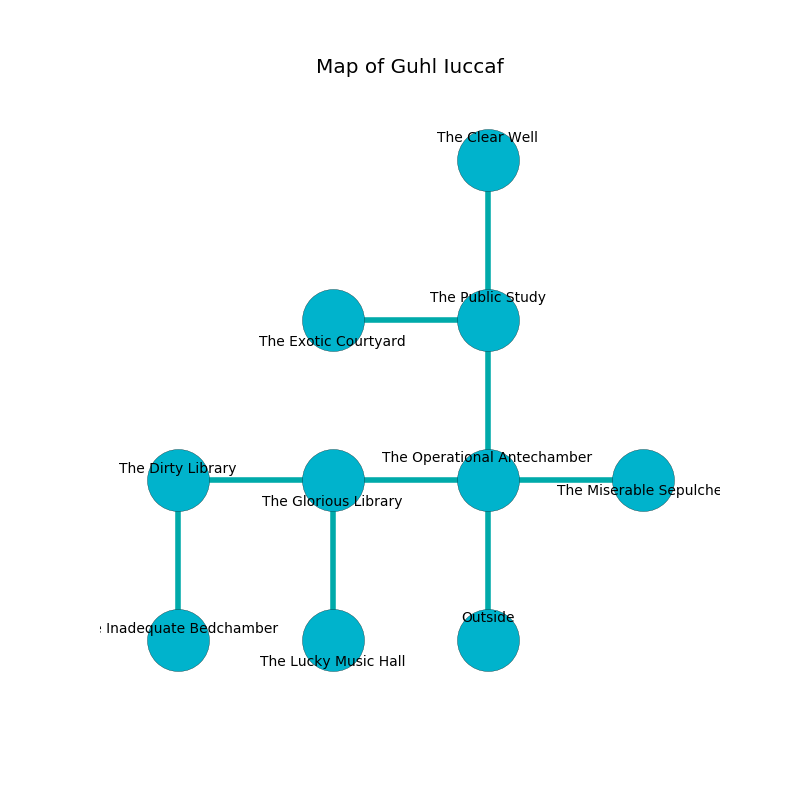 Map of Guhl Iuccaf
The Clear Well
The Public Study
The Exotic Courtyard
The Operational Antechamber
The Dirty Library
The Miserable Sepulche
The Glorious Library
Outside
Inadequate Bedchamber
The Lucky Music Hall